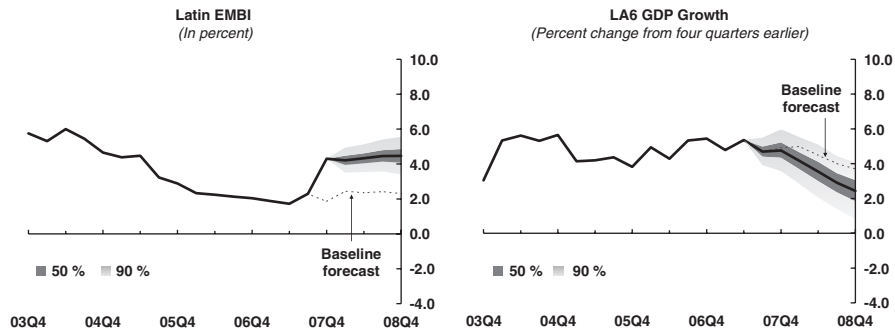 Latin EMBI
(In percent)
10.0
8.0
6.0
4.0
2.0
0.0
-2.0
-4.0
Baseline
forecast
50 % 90 %
03Q4 04Q4 05Q4 06Q4 07Q4 08Q4
LA6 GDP Growth
(Percent change from four quarters earlier)
10.0
8.0
6.0
4.0
2.0
0.0
-2.0
-4.0
Baseline
forecast
50 % 90 %
03Q4 04Q4 05Q4 06Q4 07Q4 08Q4